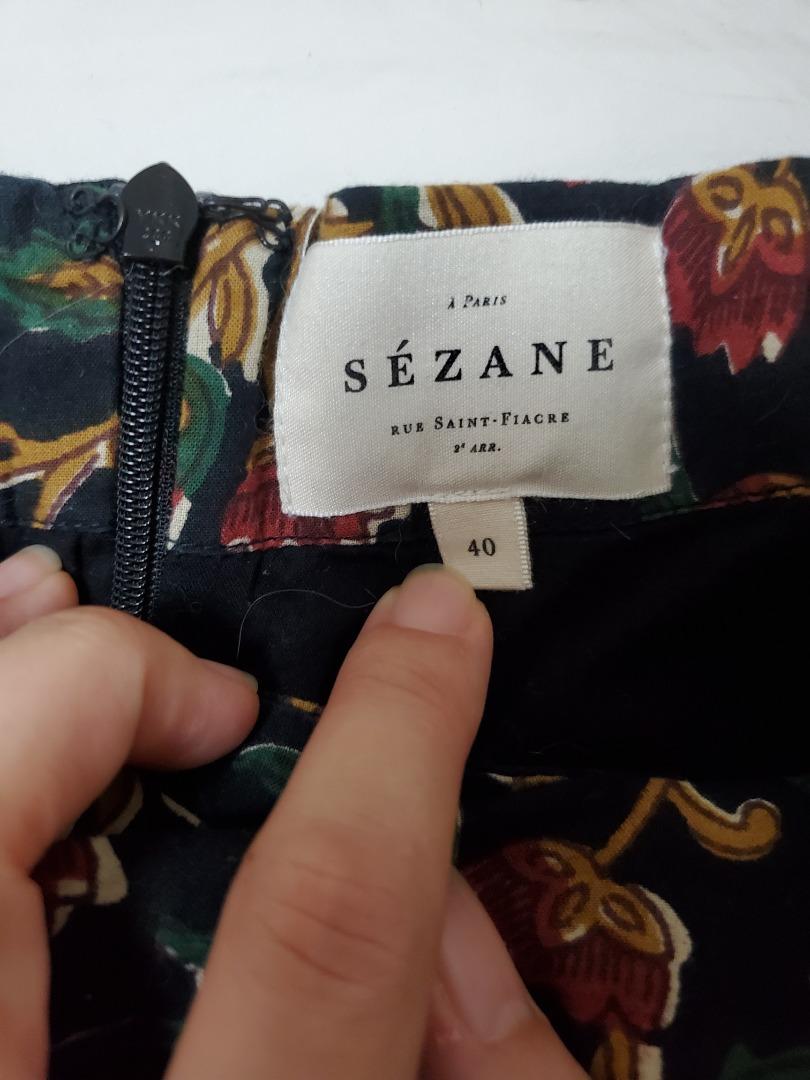 À PARIS
SÉZANE
RUE SAINT-FIACRE
2ᵉ ARR.
40